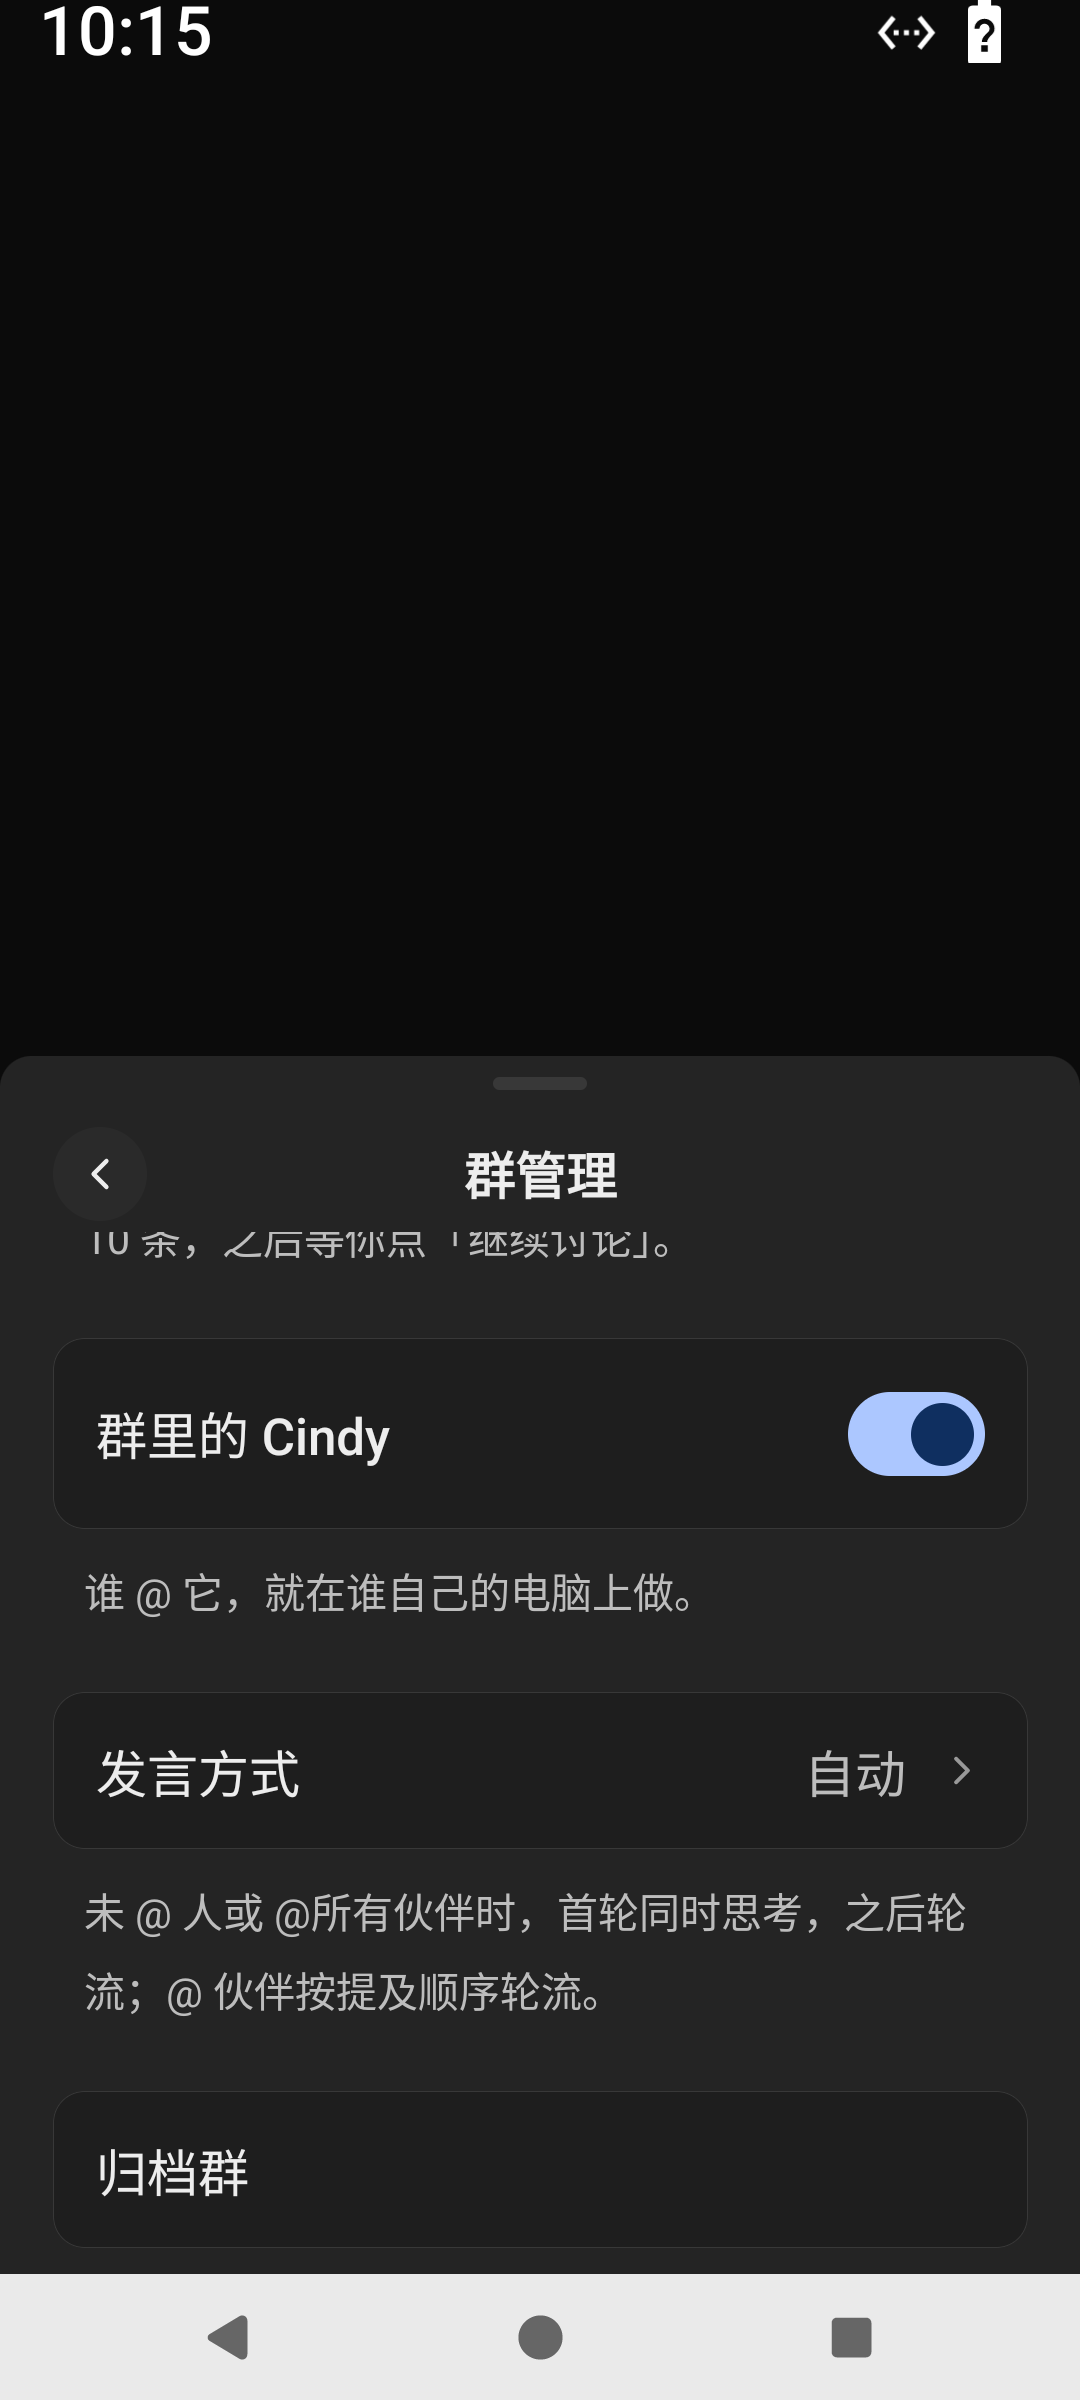 10:15
群管理
10 条，之后等你点「继续讨论」。
群里的 Cindy
谁 @ 它，就在谁自己的电脑上做。
发言方式 自动
未 @ 人或 @所有伙伴时，首轮同时思考，之后轮
流；@ 伙伴按提及顺序轮流。
归档群